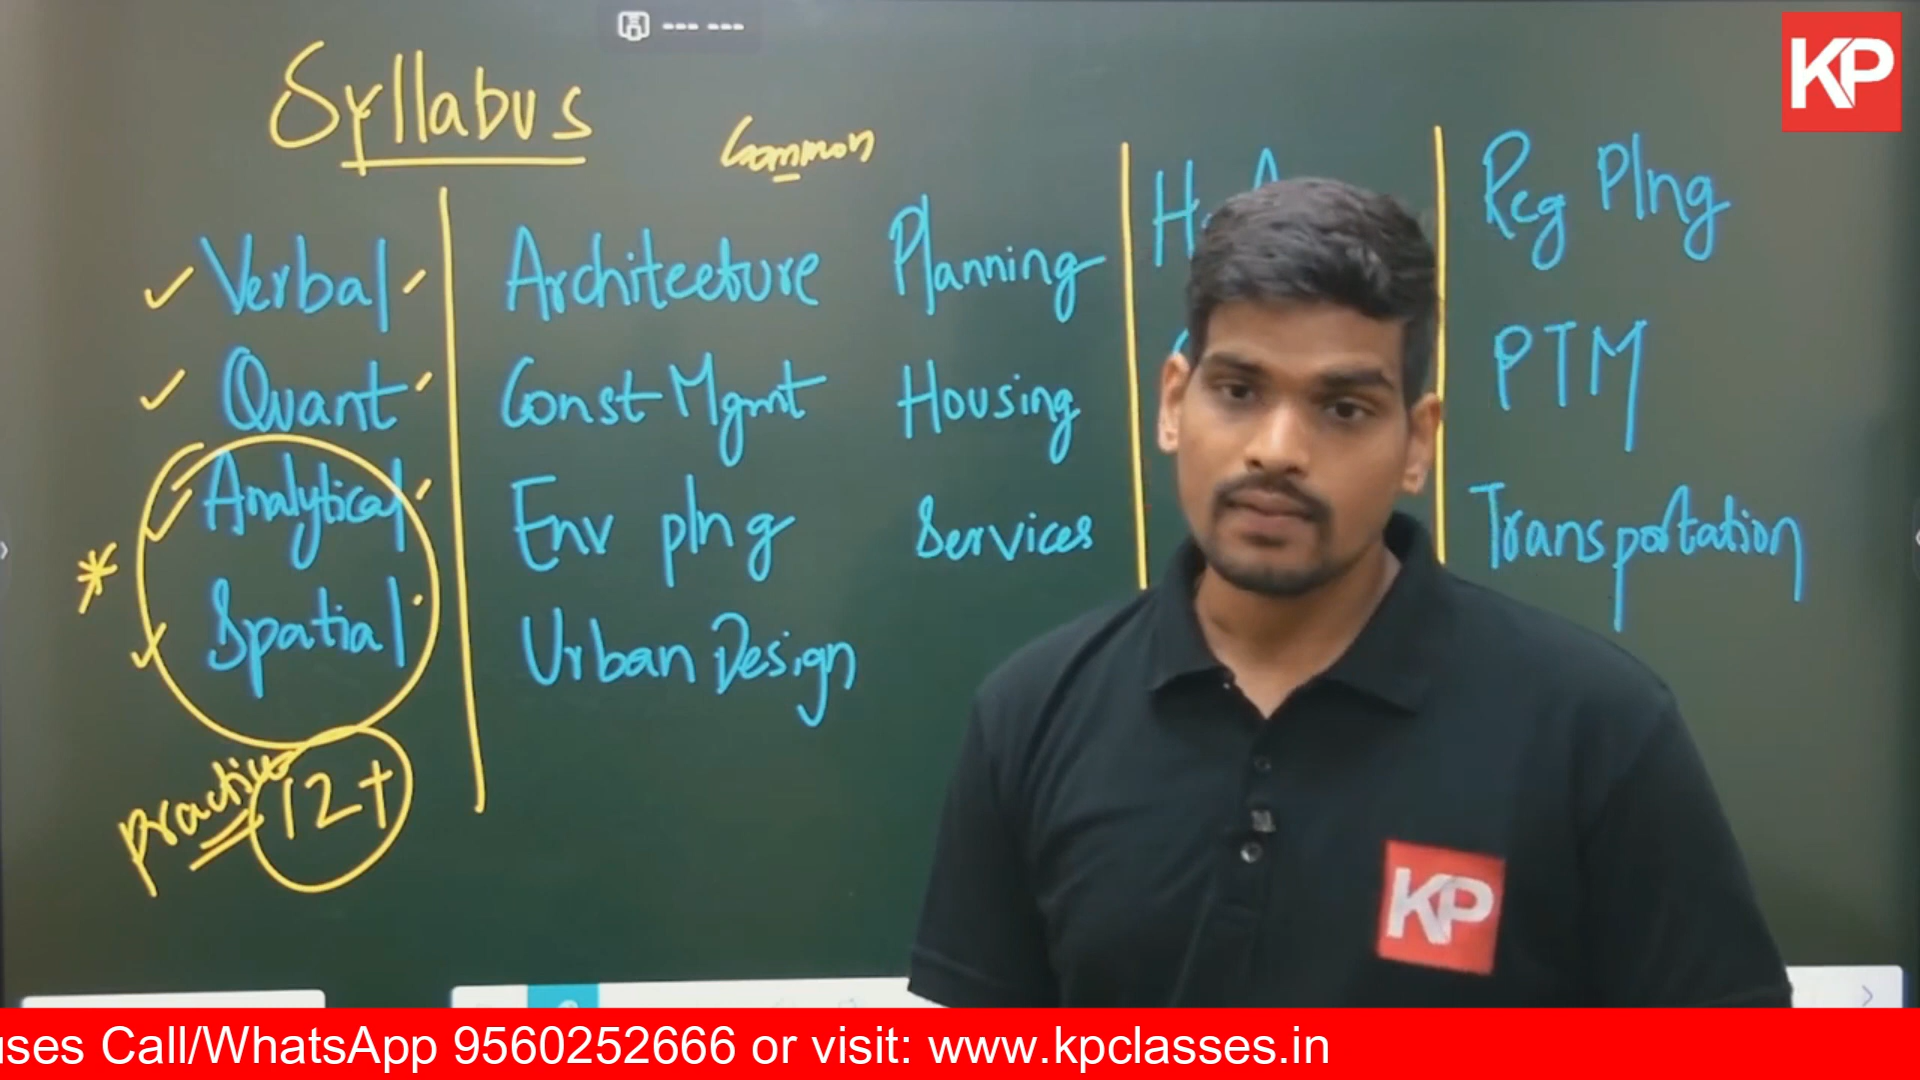 KP
Syllabus
Common
Verbal
Quant
Analytical
Spatial
practice 12+
Architecture Planning
Const Mgmt Housing
Env plng Services
Urban Design
Reg Plng
PTM
Transportation
KP
uses Call/WhatsApp 9560252666 or visit: www.kpclasses.in